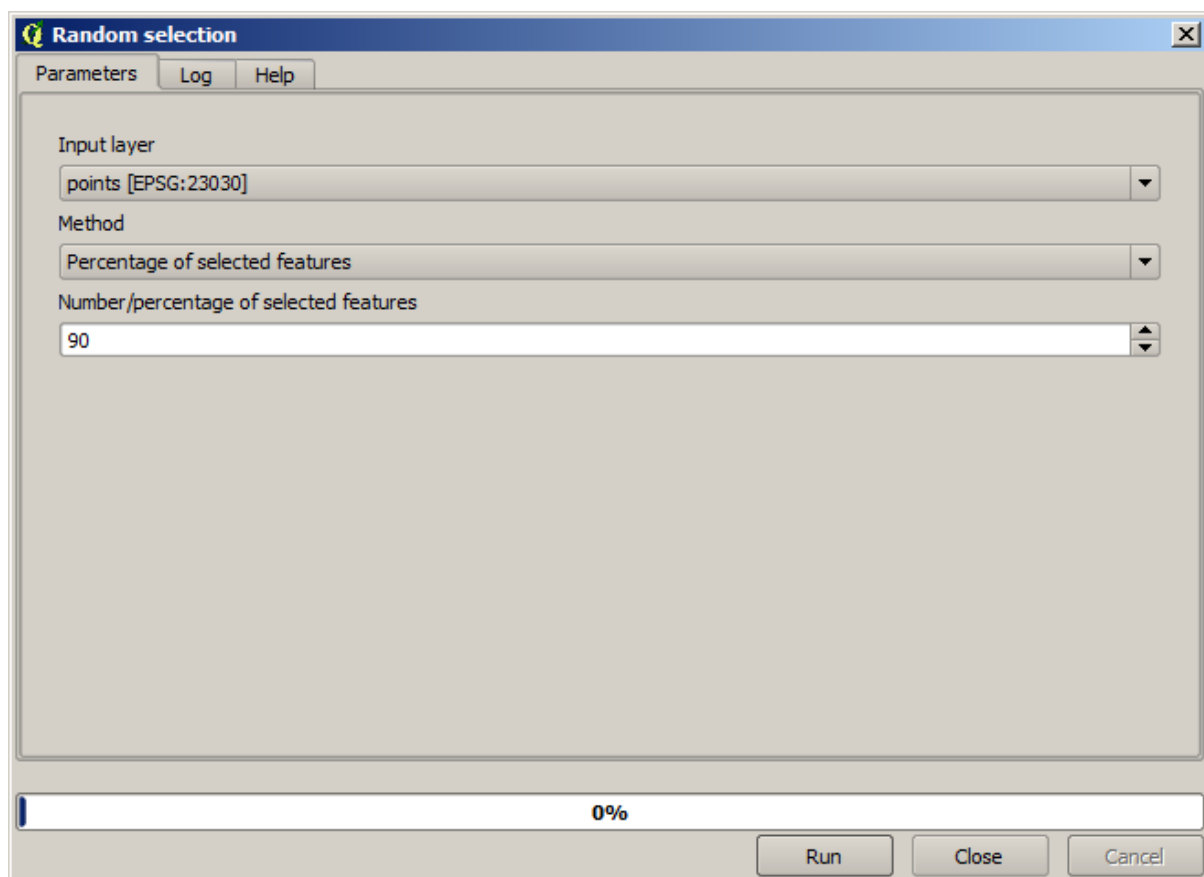 Random selection
Parameters Log Help
Input layer
points [EPSG:23030]
Method
Percentage of selected features
Number/percentage of selected features
90
0%
Run Close Cancel